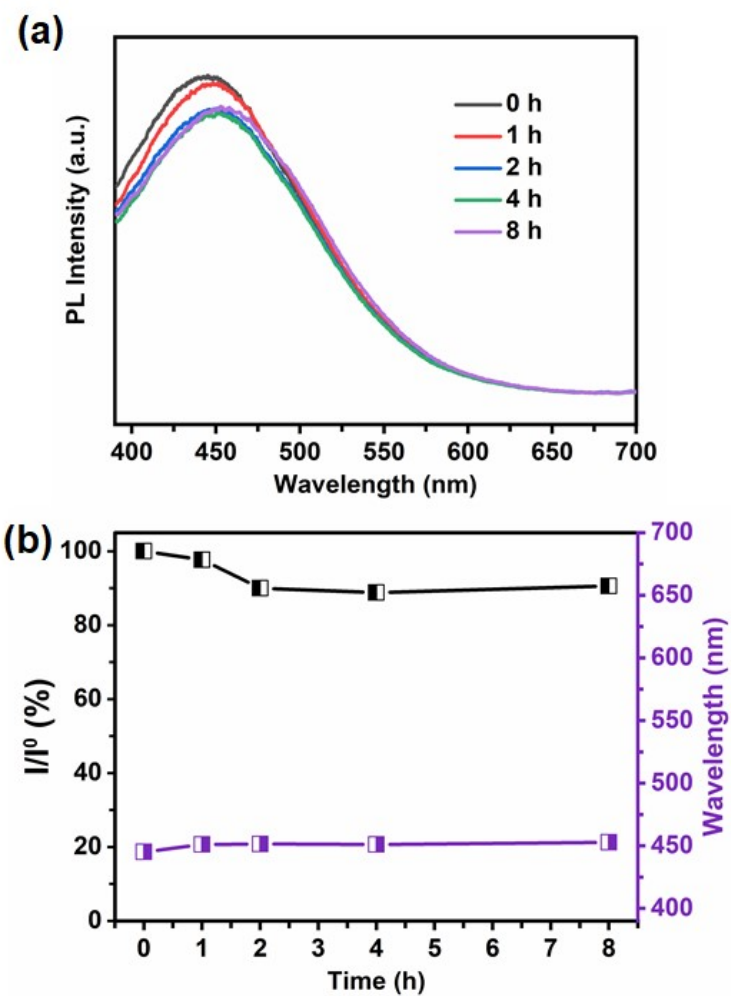 (a)
PL Intensity (a.u.)
0 h
1 h
2 h
4 h
8 h
400 450 500 550 600 650 700
Wavelength (nm)
(b)
I/I⁰ (%)
100
80
60
40
20
0
700
650
600
550
500
450
400
Wavelength (nm)
0 1 2 3 4 5 6 7 8
Time (h)